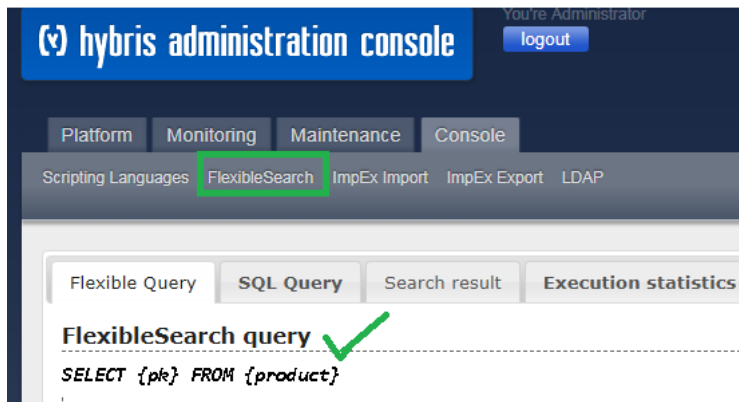 You're Administrator
(y) hybris administration console
logout
Platform Monitoring Maintenance Console
Scripting Languages FlexibleSearch ImpEx Import ImpEx Export LDAP
Flexible Query SQL Query Search result Execution statistics
FlexibleSearch query
SELECT {pk} FROM {product}